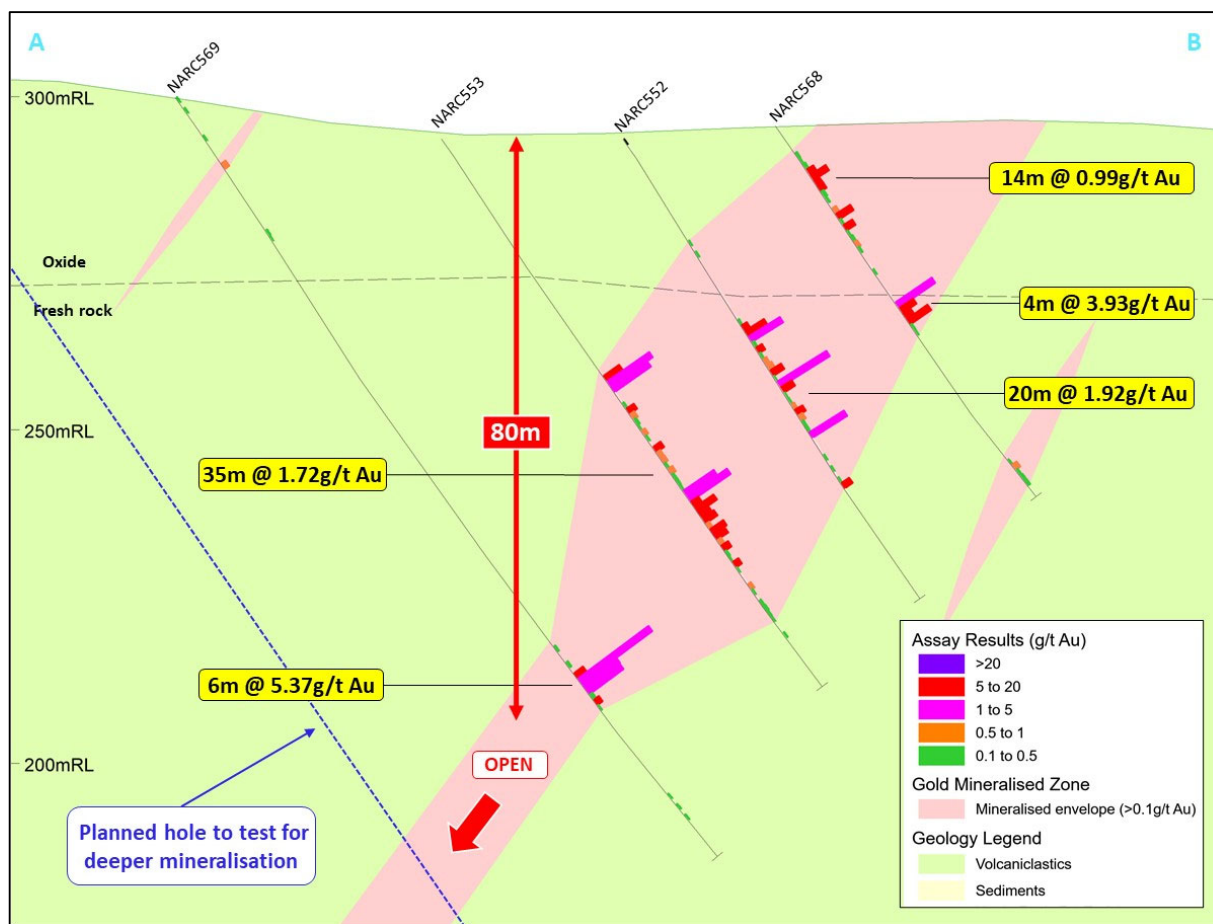 A
B
NARC569
NARC553
NARC552
NARC568
300mRL
14m @ 0.99g/t Au
Oxide
Fresh rock
4m @ 3.93g/t Au
20m @ 1.92g/t Au
250mRL
80m
35m @ 1.72g/t Au
6m @ 5.37g/t Au
200mRL
OPEN
Planned hole to test for
deeper mineralisation
Assay Results (g/t Au)
>20
5 to 20
1 to 5
0.5 to 1
0.1 to 0.5
Gold Mineralised Zone
Mineralised envelope (>0.1g/t Au)
Geology Legend
Volcaniclastics
Sediments